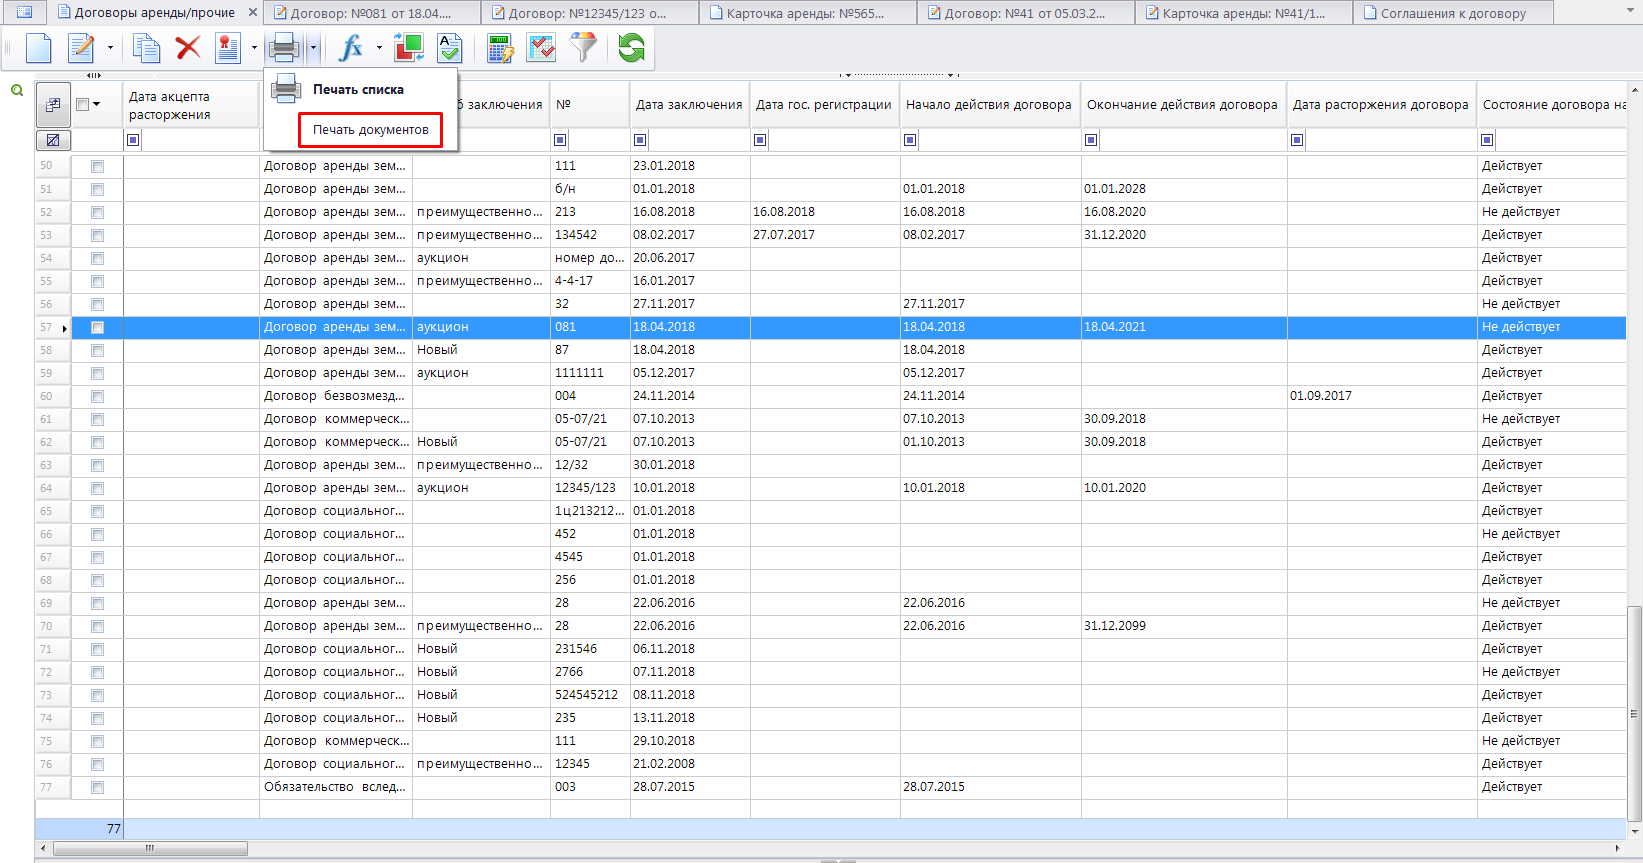 Договоры аренды/прочие
Договор: №081 от 18.04....
Договор: №12345/123 о...
Карточка аренды: №565...
Договор: №41 от 05.03.2...
Карточка аренды: №41/1...
Соглашения к договору
Печать списка
Печать документов
Дата акцепта
расторжения
б заключения
№
Дата заключения
Дата гос. регистрации
Начало действия договора
Окончание действия договора
Дата расторжения договора
Состояние договора на
50 Договор аренды зем... 111 23.01.2018 Действует
51 Договор аренды зем... б/н 01.01.2018 01.01.2018 01.01.2028 Действует
52 Договор аренды зем... преимущественно... 213 16.08.2018 16.08.2018 16.08.2018 16.08.2020 Не действует
53 Договор аренды зем... преимущественно... 134542 08.02.2017 27.07.2017 08.02.2017 31.12.2020 Действует
54 Договор аренды зем... аукцион номер до... 20.06.2017 Действует
55 Договор аренды зем... преимущественно... 4-4-17 16.01.2017 Действует
56 Договор аренды зем... 32 27.11.2017 27.11.2017 Не действует
57 Договор аренды зем... аукцион 081 18.04.2018 18.04.2018 18.04.2021 Не действует
58 Договор аренды зем... Новый 87 18.04.2018 18.04.2018 Действует
59 Договор аренды зем... аукцион 1111111 05.12.2017 05.12.2017 Действует
60 Договор безвозмезд... 004 24.11.2014 24.11.2014 01.09.2017 Действует
61 Договор коммерческ... 05-07/21 07.10.2013 07.10.2013 30.09.2018 Не действует
62 Договор коммерческ... Новый 05-07/21 07.10.2013 01.10.2013 30.09.2018 Действует
63 Договор аренды зем... преимущественно... 12/32 30.01.2018 Действует
64 Договор аренды зем... аукцион 12345/123 10.01.2018 10.01.2018 10.01.2020 Действует
65 Договор социальног... 1ц213212... 01.01.2018 Действует
66 Договор социальног... 452 01.01.2018 Не действует
67 Договор социальног... 4545 01.01.2018 Действует
68 Договор социальног... 256 01.01.2018 Действует
69 Договор аренды зем... 28 22.06.2016 22.06.2016 Не действует
70 Договор аренды зем... преимущественно... 28 22.06.2016 22.06.2016 31.12.2099 Действует
71 Договор социальног... Новый 231546 06.11.2018 Действует
72 Договор социальног... Новый 2766 07.11.2018 Не действует
73 Договор социальног... Новый 524545212 08.11.2018 Действует
74 Договор социальног... Новый 235 13.11.2018 Действует
75 Договор коммерческ... 111 29.10.2018 Не действует
76 Договор социальног... преимущественно... 12345 21.02.2008 Действует
77 Обязательство вслед... 003 28.07.2015 28.07.2015 Действует
77